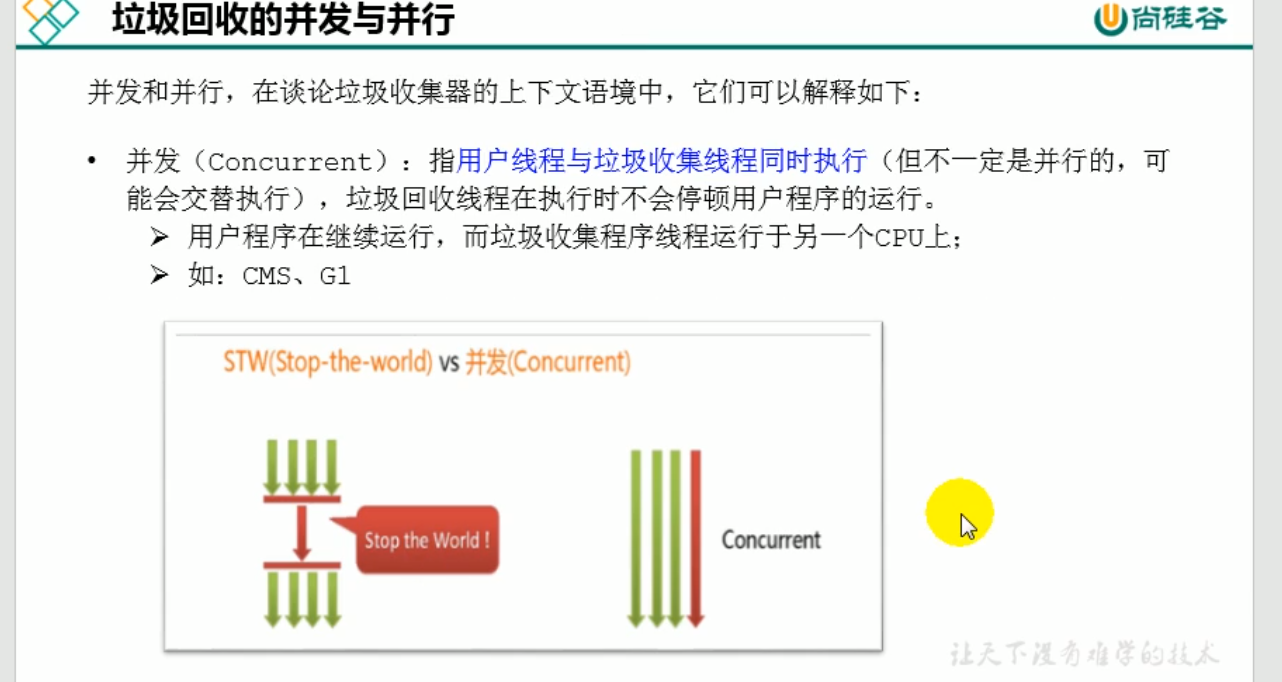 垃圾回收的并发与并行
尚硅谷
并发和并行，在谈论垃圾收集器的上下文语境中，它们可以解释如下：
• 并发（Concurrent）：指用户线程与垃圾收集线程同时执行（但不一定是并行的，可
能会交替执行），垃圾回收线程在执行时不会停顿用户程序的运行。
➢ 用户程序在继续运行，而垃圾收集程序线程运行于另一个CPU上；
➢ 如：CMS、G1
STW(Stop-the-world) vs 并发(Concurrent)
Stop the World !
Concurrent
让天下没有难学的技术